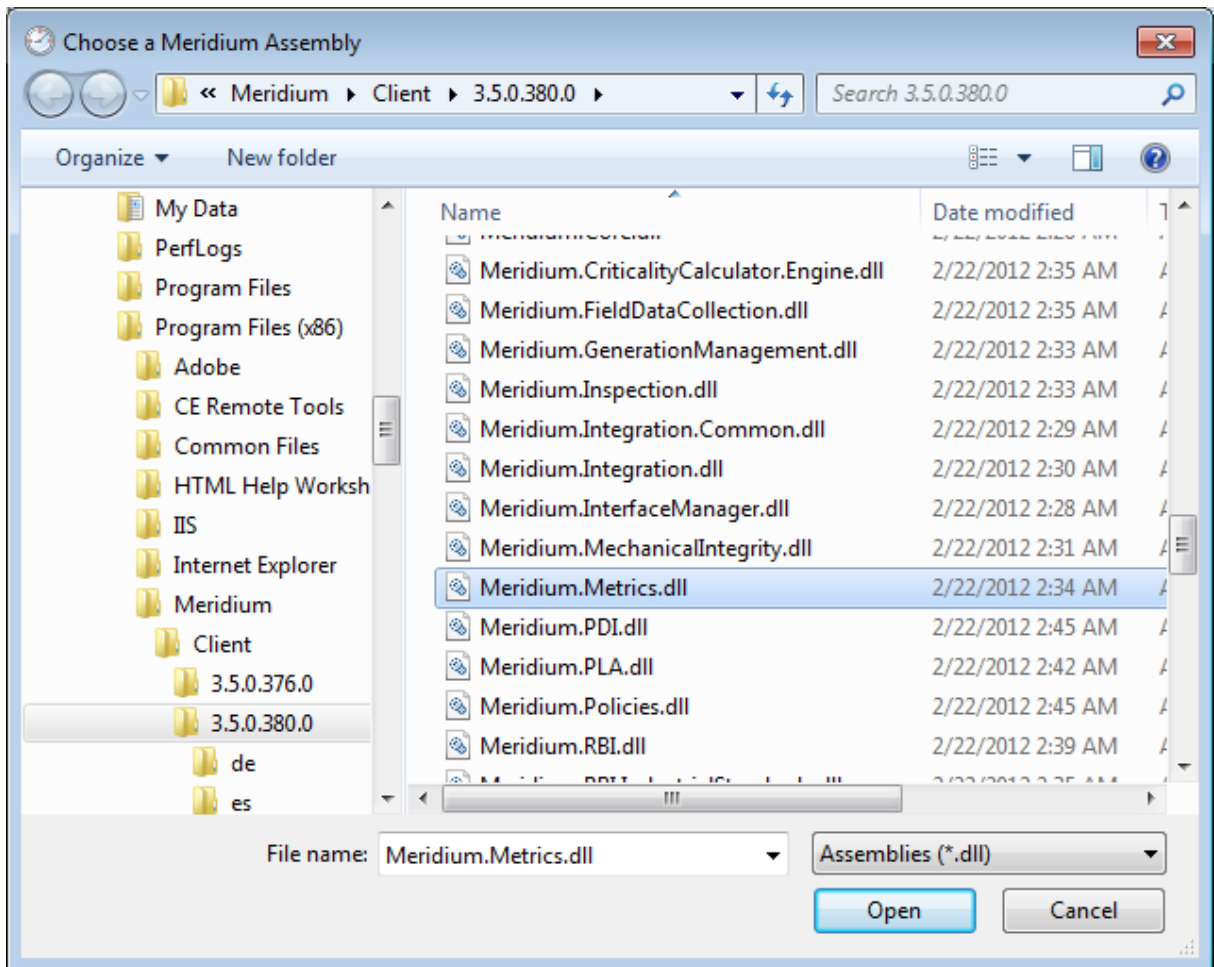 Choose a Meridium Assembly
« Meridium Client 3.5.0.380.0 Search 3.5.0.380.0
Organize New folder
My Data
PerfLogs
Program Files
Program Files (x86)
Adobe
CE Remote Tools
Common Files
HTML Help Worksh
IIS
Internet Explorer
Meridium
Client
3.5.0.376.0
3.5.0.380.0
de
es
Name Date modified
Meridium.CriticalityCalculator.Engine.dll 2/22/2012 2:35 AM
Meridium.FieldDataCollection.dll 2/22/2012 2:35 AM
Meridium.GenerationManagement.dll 2/22/2012 2:33 AM
Meridium.Inspection.dll 2/22/2012 2:33 AM
Meridium.Integration.Common.dll 2/22/2012 2:29 AM
Meridium.Integration.dll 2/22/2012 2:30 AM
Meridium.InterfaceManager.dll 2/22/2012 2:28 AM
Meridium.MechanicalIntegrity.dll 2/22/2012 2:31 AM
Meridium.Metrics.dll 2/22/2012 2:34 AM
Meridium.PDI.dll 2/22/2012 2:45 AM
Meridium.PLA.dll 2/22/2012 2:42 AM
Meridium.Policies.dll 2/22/2012 2:45 AM
Meridium.RBI.dll 2/22/2012 2:39 AM
File name: Meridium.Metrics.dll Assemblies (*.dll)
Open Cancel